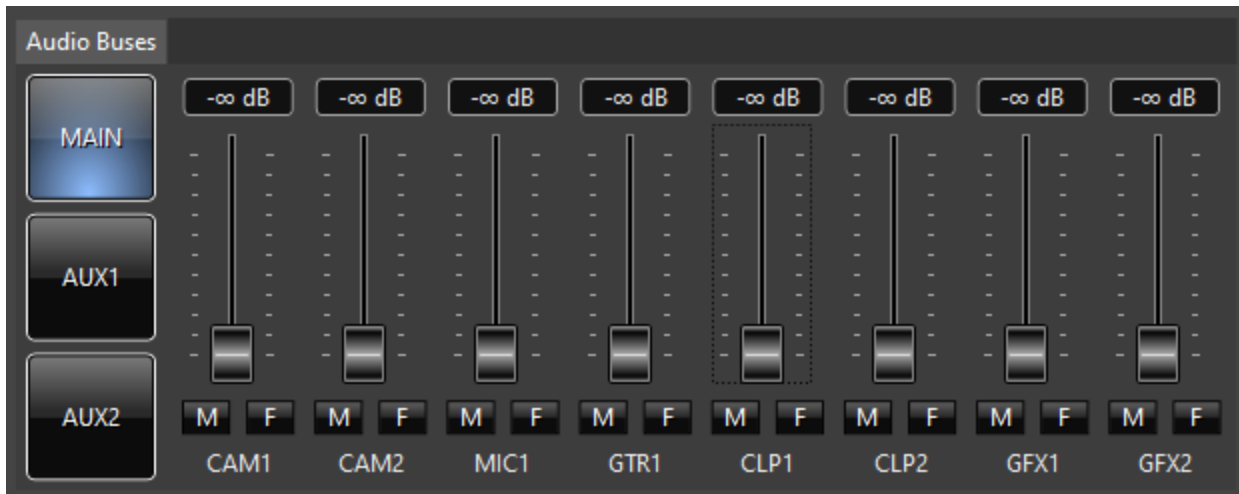 Audio Buses
-∞ dB -∞ dB -∞ dB -∞ dB -∞ dB -∞ dB -∞ dB -∞ dB
MAIN
AUX1
AUX2
M F M F M F M F M F M F M F M F
CAM1 CAM2 MIC1 GTR1 CLP1 CLP2 GFX1 GFX2